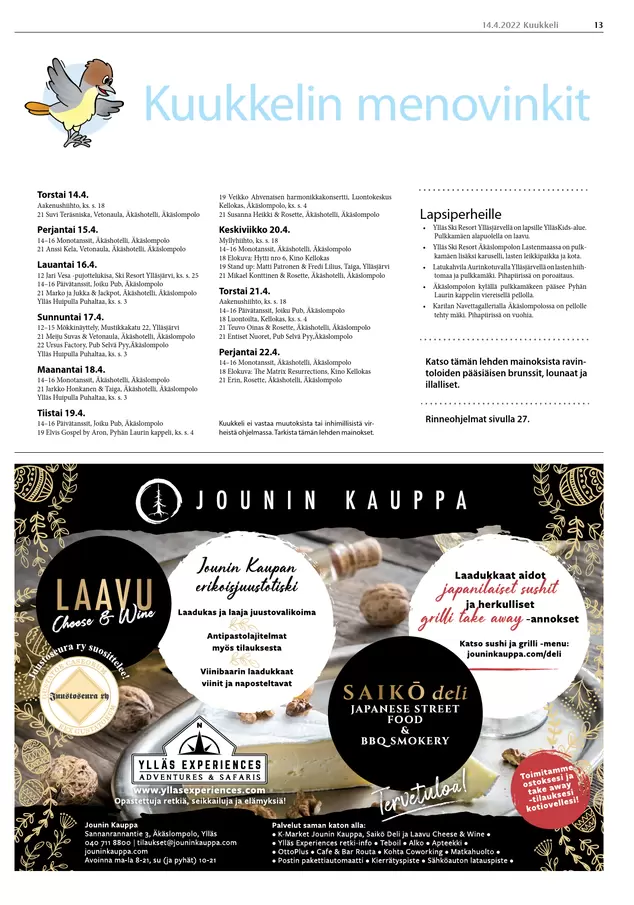 14.4.2022 Kuukkeli 13
Kuukkelin menovinkit
Torstai 14.4.
Aakenushiihto, ks. s. 18
21 Suvi Teräsniska, Vetonaula, Äkäshotelli, Äkäslompolo
Perjantai 15.4.
14–16 Monotanssit, Äkäshotelli, Äkäslompolo
21 Anssi Kela, Vetonaula, Äkäshotelli, Äkäslompolo
Lauantai 16.4.
12 Jari Vesa -pujottelukisa, Ski Resort Ylläsjärvi, ks. s. 25
14–16 Päivätanssit, Joiku Pub, Äkäslompolo
21 Marko ja Jukka & Jackpot, Äkäshotelli, Äkäslompolo
Ylläs Huipulla Puhaltaa, ks. s. 3
Sunnuntai 17.4.
12–15 Mökkinäyttely, Mustikkakatu 22, Ylläsjärvi
21 Meiju Suvas & Vetonaula, Äkäshotelli, Äkäslompolo
22 Ursus Factory, Pub Selvä Pyy,Äkäslompolo
Ylläs Huipulla Puhaltaa, ks. s. 3
Maanantai 18.4.
14–16 Monotanssit, Äkäshotelli, Äkäslompolo
21 Jarkko Honkanen & Taiga, Äkäshotelli, Äkäslompolo
Ylläs Huipulla Puhaltaa, ks. s. 3
Tiistai 19.4.
14–16 Päivätanssit, Joiku Pub, Äkäslompolo
19 Elvis Gospel by Aron, Pyhän Laurin kappeli, ks. s. 4
19 Veikko Ahvenaisen harmonikkakonsertti, Luontokeskus
Kellokas, Äkäslompolo, ks. s. 4
21 Susanna Heikki & Rosette, Äkäshotelli, Äkäslompolo
Keskiviikko 20.4.
Myllyhiihto, ks. s. 18
14–16 Monotanssit, Äkäshotelli, Äkäslompolo
18 Elokuva: Hytti nro 6, Kino Kellokas
19 Stand up: Matti Patronen & Fredi Lilius, Taiga, Ylläsjärvi
21 Mikael Konttinen & Rosette, Äkäshotelli, Äkäslompolo
Torstai 21.4.
Aakenushiihto, ks. s. 18
14–16 Päivätanssit, Joiku Pub, Äkäslompolo
18 Luontoilta, Kellokas, ks. s. 4
21 Teuvo Oinas & Rosette, Äkäshotelli, Äkäslompolo
21 Entiset Nuoret, Pub Selvä Pyy,Äkäslompolo
Perjantai 22.4.
14–16 Monotanssit, Äkäshotelli, Äkäslompolo
18 Elokuva: The Matrix Resurrections, Kino Kellokas
21 Erin, Rosette, Äkäshotelli, Äkäslompolo
Kuukkeli ei vastaa muutoksista tai inhimillisistä vir-
heistä ohjelmassa. Tarkista tämän lehden mainokset.
Lapsiperheille
• Ylläs Ski Resort Ylläsjärvellä on lapsille YlläsKids-alue.
Pulkkamäen alapuolella on laavu.
• Ylläs Ski Resort Äkäslompolon Lastenmaassa on pulk-
kamäen lisäksi karuselli, lasten leikkipaikka ja kota.
• Latukahvila Aurinkotuvalla Ylläsjärvellä on lasten hiih-
tomaa ja pulkkamäki. Pihapiirissä on poroaitaus.
• Äkäslompolon kylällä pulkkamäkeen pääsee Pyhän
Laurin kappelin viereisellä pellolla.
• Karilan Navettagallerialla Äkäslompolossa on pellolle
tehty mäki. Pihapiirissä on vuohia.
Katso tämän lehden mainoksista ravin-
toloiden pääsiäisen brunssit, lounaat ja
illalliset.
Rinneohjelmat sivulla 27.
JOUNIN KAUPPA
LAAVU
Cheese & Wine
Juustoseura ry suosittelee!
Juustoseura ry
Jounin Kaupan
erikoisjuustotiski
Laadukas ja laaja juustovalikoima
Antipastolajitelmat
myös tilauksesta
Viinibaarin laadukkaat
viinit ja naposteltavat
Laadukkaat aidot
japanilaiset sushit
ja herkulliset
grilli take away -annokset
Katso sushi ja grilli -menu:
jouninkauppa.com/deli
SAIKŌ deli
JAPANESE STREET
FOOD
&
BBQ SMOKERY
N
YLLÄS EXPERIENCES
ADVENTURES & SAFARIS
www.yllasexperiences.com
Opastettuja retkiä, seikkailuja ja elämyksiä!
Tervetuloa!
Toimitamme
ostoksesi ja
take away
-tilauksesi
kotiovellesi!
Jounin Kauppa
Sannanrannantie 3, Äkäslompolo, Ylläs
040 711 8800 | tilaukset@jouninkauppa.com
jouninkauppa.com
Avoinna ma-la 8-21, su (ja pyhät) 10-21
Palvelut saman katon alla:
• K-Market Jounin Kauppa, Saikō Deli ja Laavu Cheese & Wine •
• Ylläs Experiences retki-info • Teboil • Alko • Apteekki •
• OttoPlus • Cafe & Bar Routa • Kohta Coworking • Matkahuolto •
• Postin pakettiautomaatti • Kierrätyspiste • Sähköauton latauspiste •